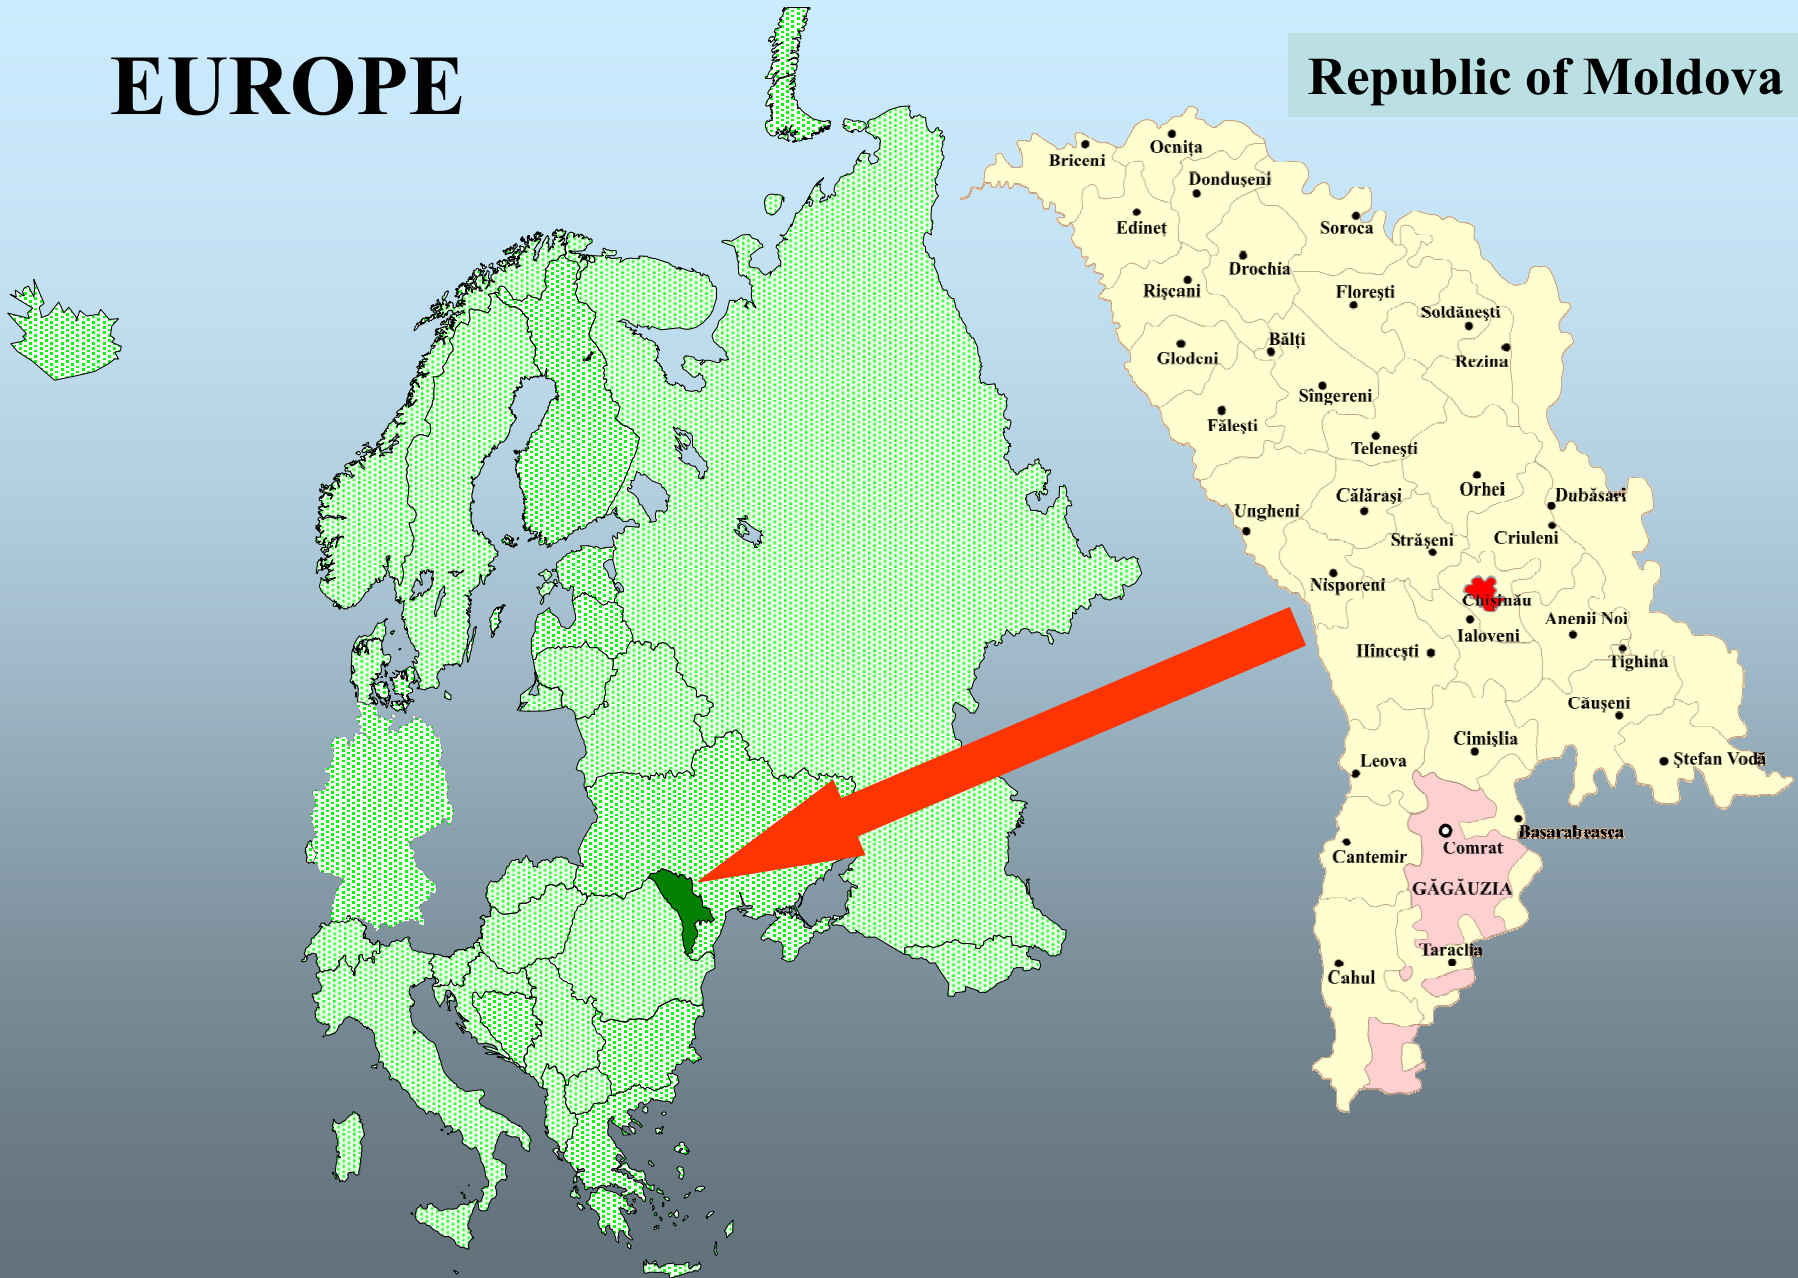 EUROPE
Republic of Moldova
Ocnița
Briceni
Dondușeni
Edineț
Soroca
Drochia
Rișcani
Florești
Soldănești
Bălți
Glodeni
Rezina
Sîngereni
Fălești
Telenești
Orhei
Călărași
Dubăsari
Ungheni
Strășeni
Criuleni
Nisporeni
Chișinău
Anenii Noi
Ialoveni
Hîncești
Tighina
Căușeni
Cimișlia
Leova
Ștefan Vodă
Basarabeasca
Comrat
Cantemir
GĂGĂUZIA
Taraclia
Cahul